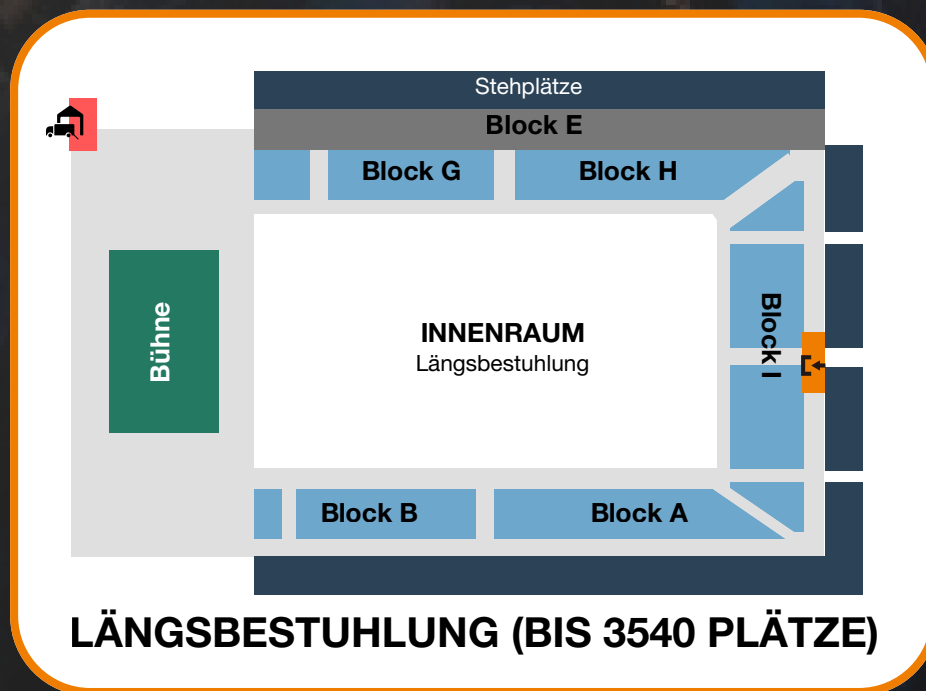 Stehplätze
Block E
Block G
Block H
Bühne
INNENRAUM
Längsbestuhlung
Block I
Block B
Block A
LÄNGSBESTUHLUNG (BIS 3540 PLÄTZE)